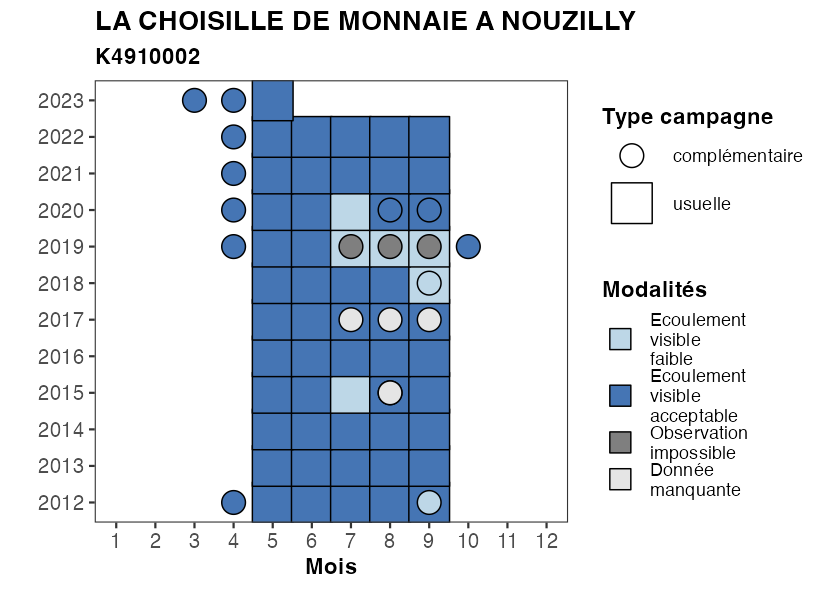 LA CHOISILLE DE MONNAIE A NOUZILLY
K4910002
2023
2022
2021
2020
2019
2018
2017
2016
2015
2014
2013
2012
1 2 3 4 5 6 7 8 9 10 11 12
Mois
Type campagne
complémentaire
usuelle
Modalités
Ecoulement
visible
faible
Ecoulement
visible
acceptable
Observation
impossible
Donnée
manquante